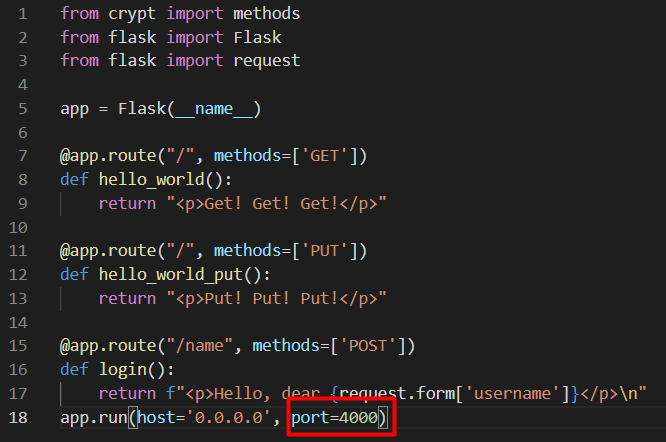 1 from crypt import methods
2 from flask import Flask
3 from flask import request
4
5 app = Flask(__name__)
6
7 @app.route("/", methods=['GET'])
8 def hello_world():
9     return "<p>Get! Get! Get!</p>"
10
11 @app.route("/", methods=['PUT'])
12 def hello_world_put():
13     return "<p>Put! Put! Put!</p>"
14
15 @app.route("/name", methods=['POST'])
16 def login():
17     return f"<p>Hello, dear {request.form['username']}</p>\n"
18 app.run(host='0.0.0.0', port=4000)